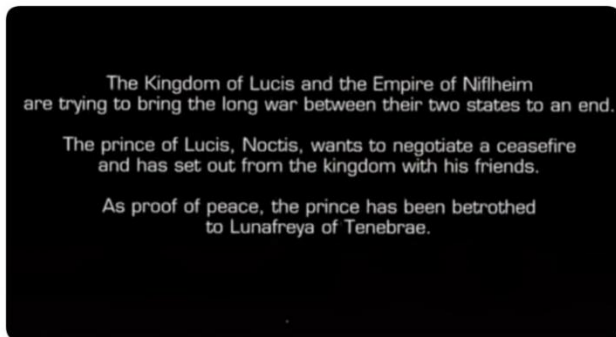 The Kingdom of Lucis and the Empire of Niflheim
are trying to bring the long war between their two states to an end.
The prince of Lucis, Noctis, wants to negotiate a ceasefire
and has set out from the kingdom with his friends.
As proof of peace, the prince has been betrothed
to Lunafreya of Tenebrae.